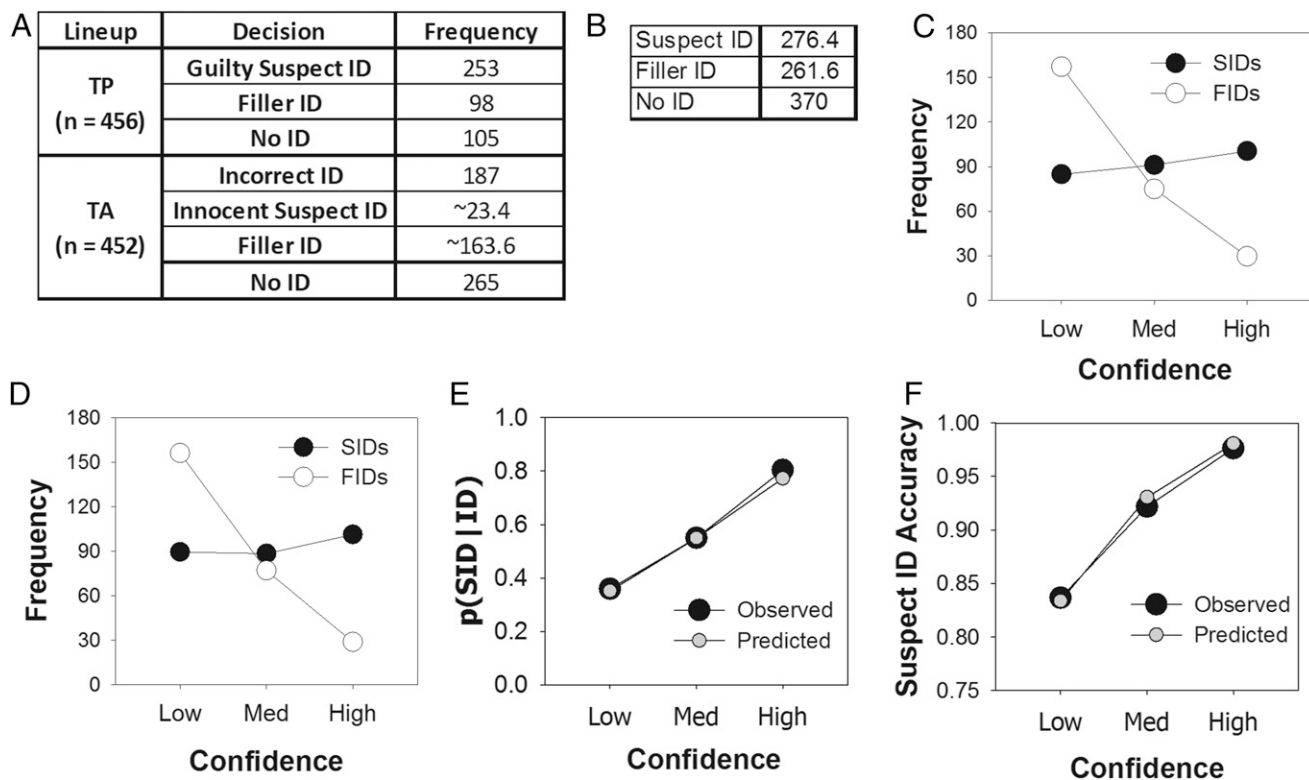 A
Lineup Decision Frequency
TP
(n = 456)
Guilty Suspect ID 253
Filler ID 98
No ID 105
TA
(n = 452)
Incorrect ID 187
Innocent Suspect ID ~23.4
Filler ID ~163.6
No ID 265
B
Suspect ID 276.4
Filler ID 261.6
No ID 370
C
Frequency
180
150
120
90
60
30
0
SIDs
FIDs
Low Med High
Confidence
D
Frequency
180
150
120
90
60
30
0
SIDs
FIDs
Low Med High
Confidence
E
p(SID | ID)
1.0
0.8
0.6
0.4
0.2
0.0
Observed
Predicted
Low Med High
Confidence
F
Suspect ID Accuracy
1.00
0.95
0.90
0.85
0.80
0.75
Observed
Predicted
Low Med High
Confidence